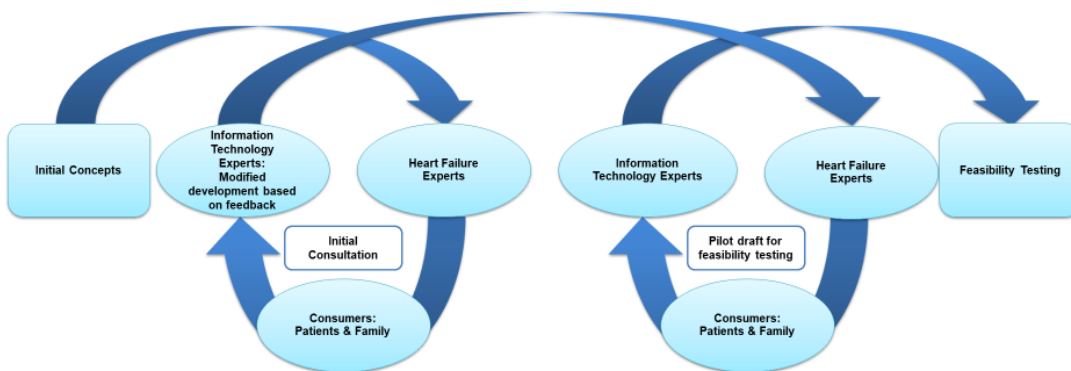 Initial Concepts
Information
Technology
Experts:
Modified
development based
on feedback
Heart Failure
Experts
Initial
Consultation
Consumers:
Patients & Family
Information
Technology Experts
Heart Failure
Experts
Feasibility Testing
Pilot draft for
feasibility testing
Consumers:
Patients & Family